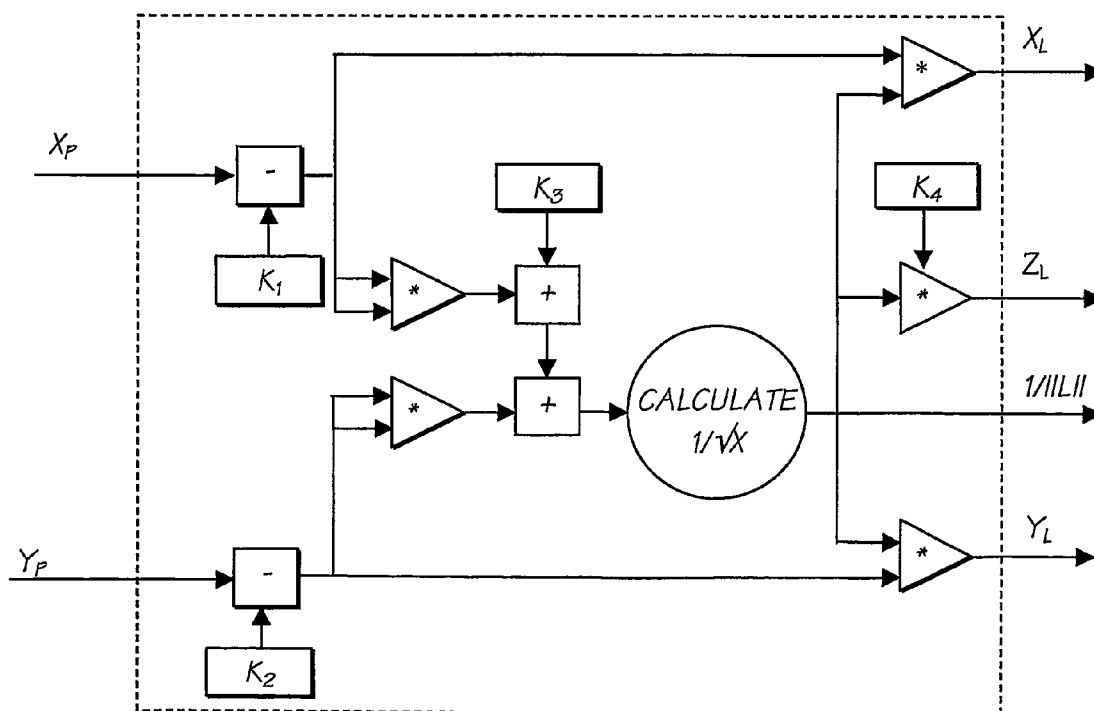 X_L
*
X_P
-
K_3
K_4
K_1
*
+
*
Z_L
*
+
CALCULATE
1/√X
1/||L||
Y_P
-
*
Y_L
K_2